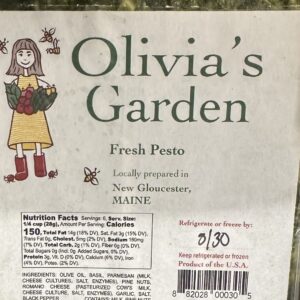 Olivia's
Garden
Fresh Pesto
Locally prepared in
New Gloucester,
MAINE
Nutrition Facts Servings: 6, Serv. Size:
1/4 cup (28g), Amount Per Serving: Calories
150, Total Fat 14g (18% DV), Sat. Fat 3g (15% DV),
Trans Fat 0g, Cholest. 5mg (2% DV), Sodium 190mg
(7% DV), Total Carb. 2g (1% DV), Fiber 0g (0% DV),
Total Sugars 0g (Incl. 0g Added Sugars, 0% DV),
Protein 3g, Vit. D (0% DV), Calcium (6% DV), Iron
(4% DV), Potas. (2% DV).
INGREDIENTS: OLIVE OIL, BASIL, PARMESAN (MILK,
CHEESE CULTURES, SALT, ENZYMES), PINE NUTS,
ROMANO CHEESE (PASTEURIZED COW'S MILK,
CHEESE CULTURE, SALT, ENZYMES), GARLIC, SALT,
BLACK PEPPER
Refrigerate or freeze by:
8/30
Keep refrigerated or frozen
Product of the U.S.A.
8 82028 00030 5